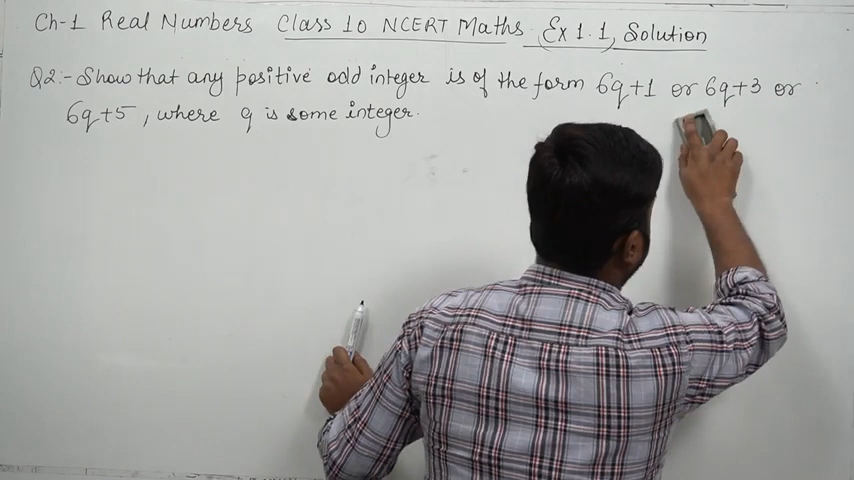 Ch-1 Real Numbers Class 10 NCERT Maths Ex 1.1, Solution
Q2:- Show that any positive odd integer is of the form 6q+1 or 6q+3 or
6q+5, where q is some integer.